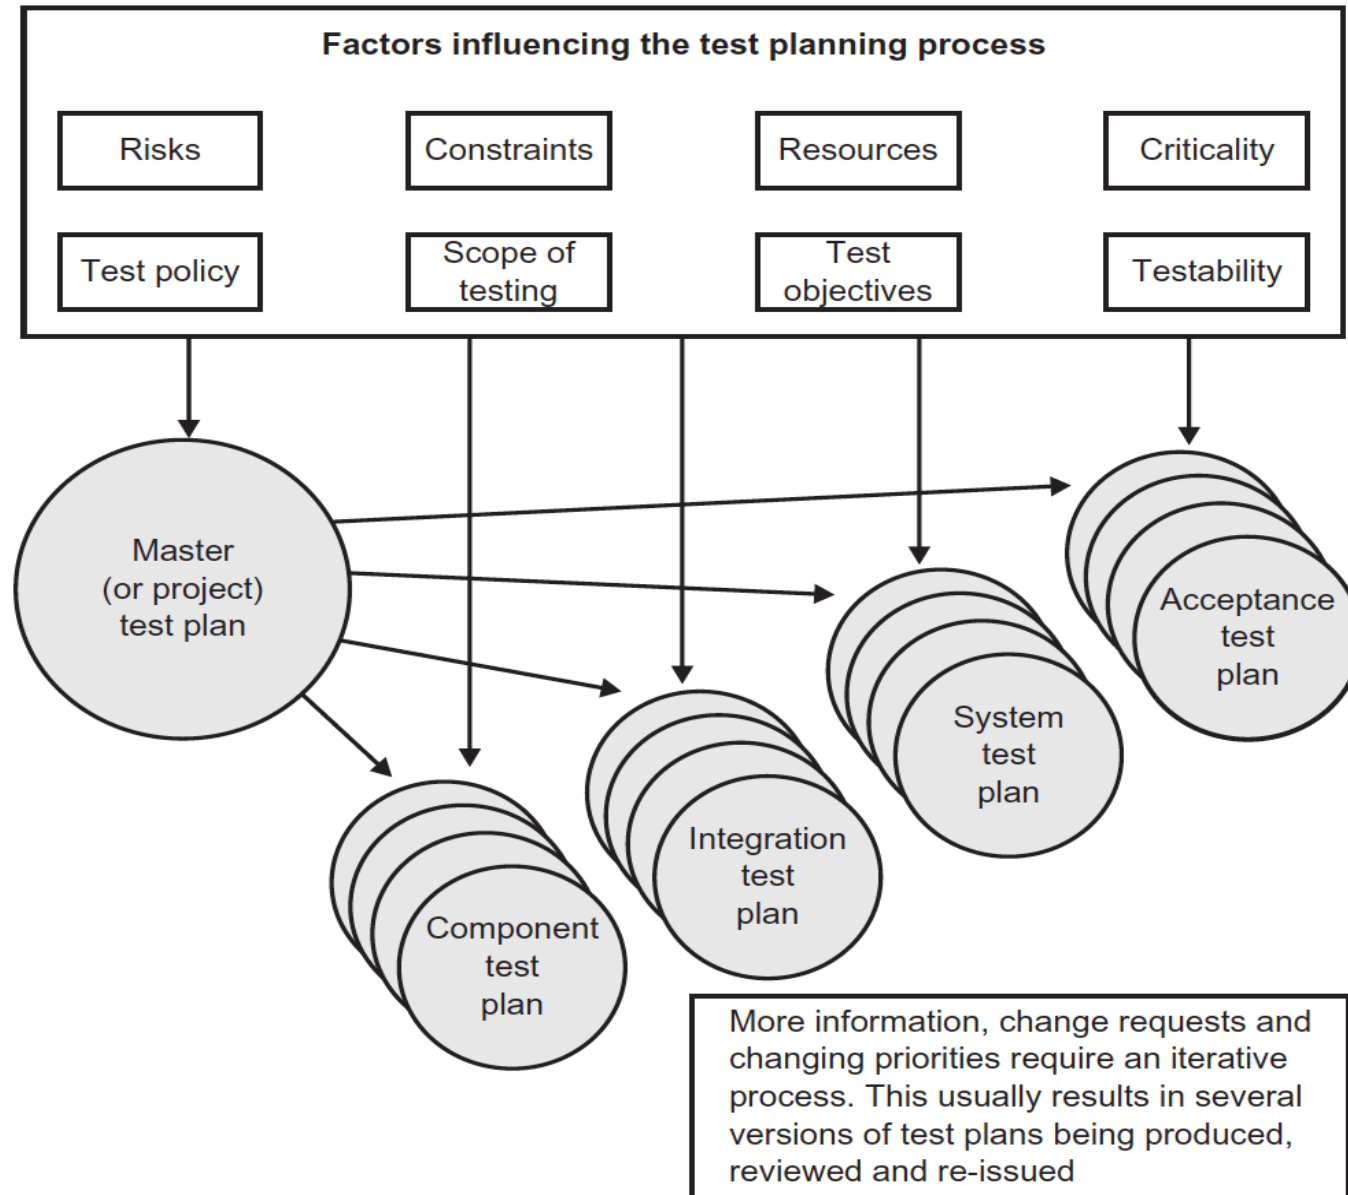 Factors influencing the test planning process
Risks
Constraints
Resources
Criticality
Test policy
Scope of
testing
Test
objectives
Testability
Master
(or project)
test plan
Acceptance
test
plan
System
test
plan
Integration
test
plan
Component
test
plan
More information, change requests and
changing priorities require an iterative
process. This usually results in several
versions of test plans being produced,
reviewed and re-issued